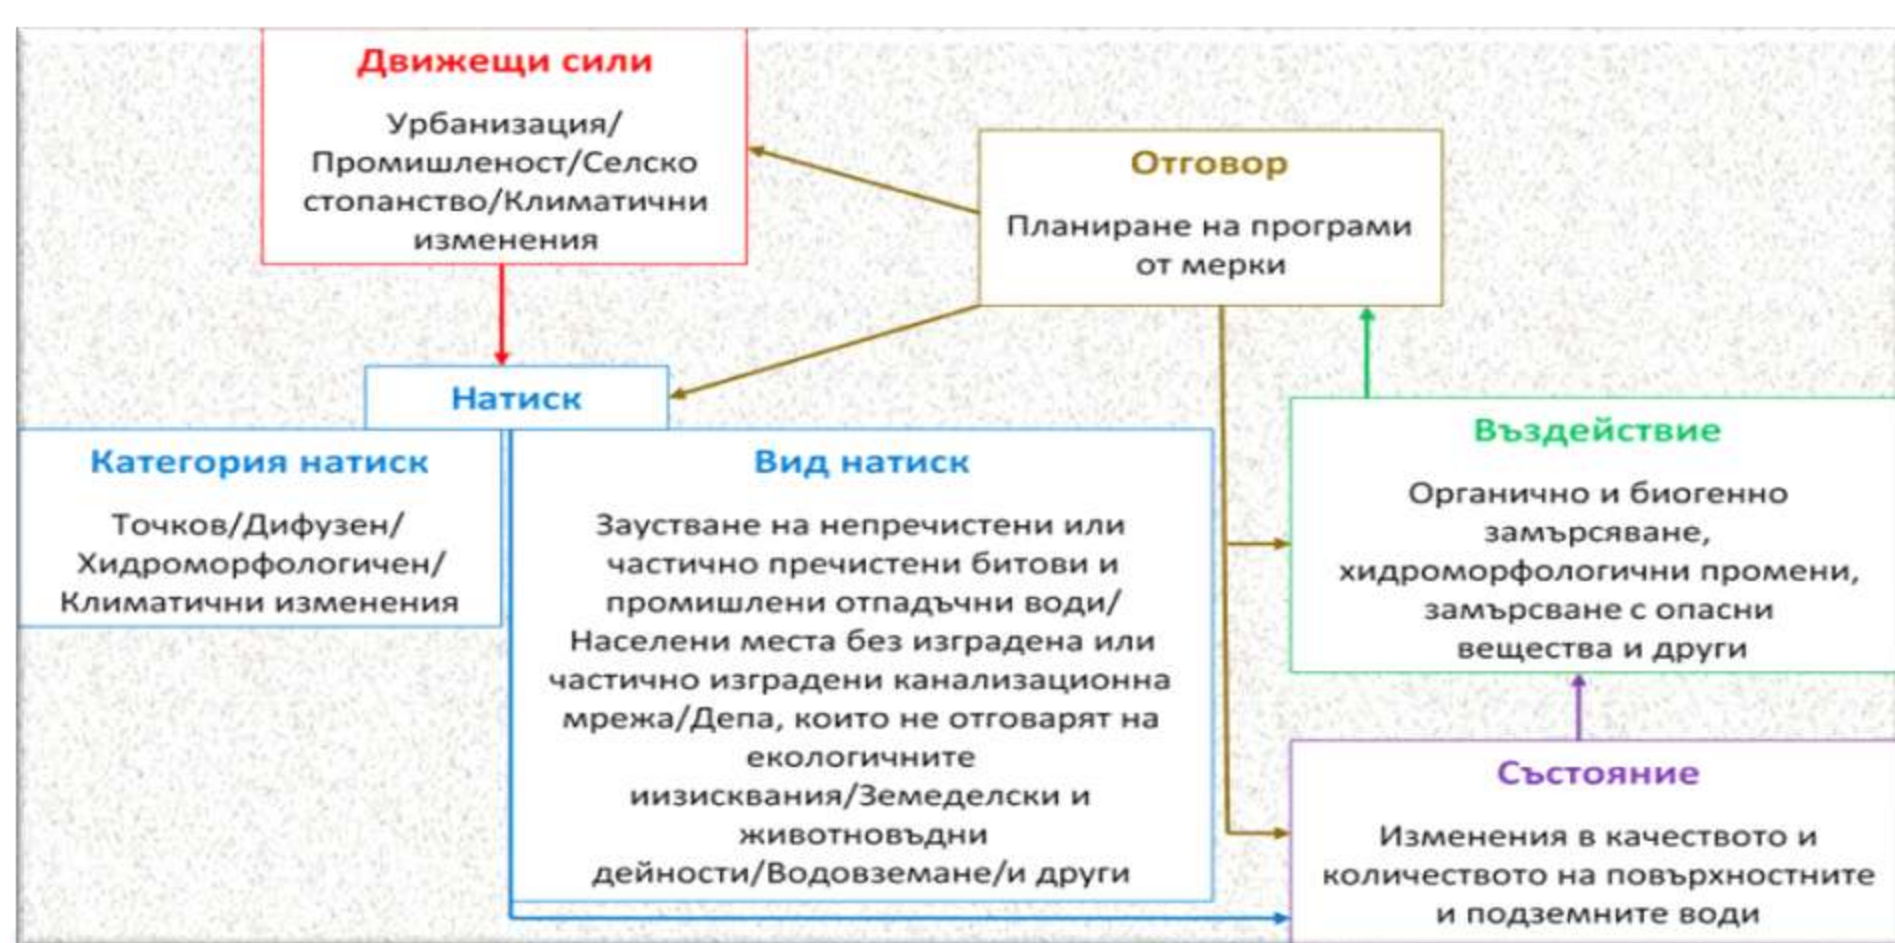 Движещи сили
Урбанизация/
Промишленост/Селско
стопанство/Климатични
изменения
Отговор
Планиране на програми
от мерки
Натиск
Категория натиск
Точков/Дифузен/
Хидроморфологичен/
Климатични изменения
Вид натиск
Заустване на непречистени или
частично пречистени битови и
промишлени отпадъчни води/
Населени места без изградена или
частично изградени канализационна
мрежа/Депа, които не отговарят на
екологичните
иизисквания/Земеделски и
животновъдни
дейности/Водовземане/и други
Въздействие
Органично и биогенно
замърсяване,
хидроморфологични промени,
замърсване с опасни
вещества и други
Състояние
Изменения в качеството и
количеството на повърхностните
и подземните води